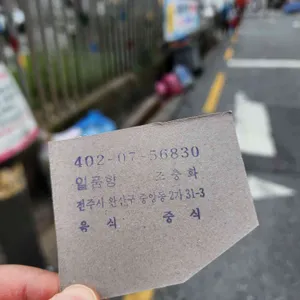 402-07-56830
일품향 조충화
전주시 완산구 중앙동2가 31-3
음 식 중 식